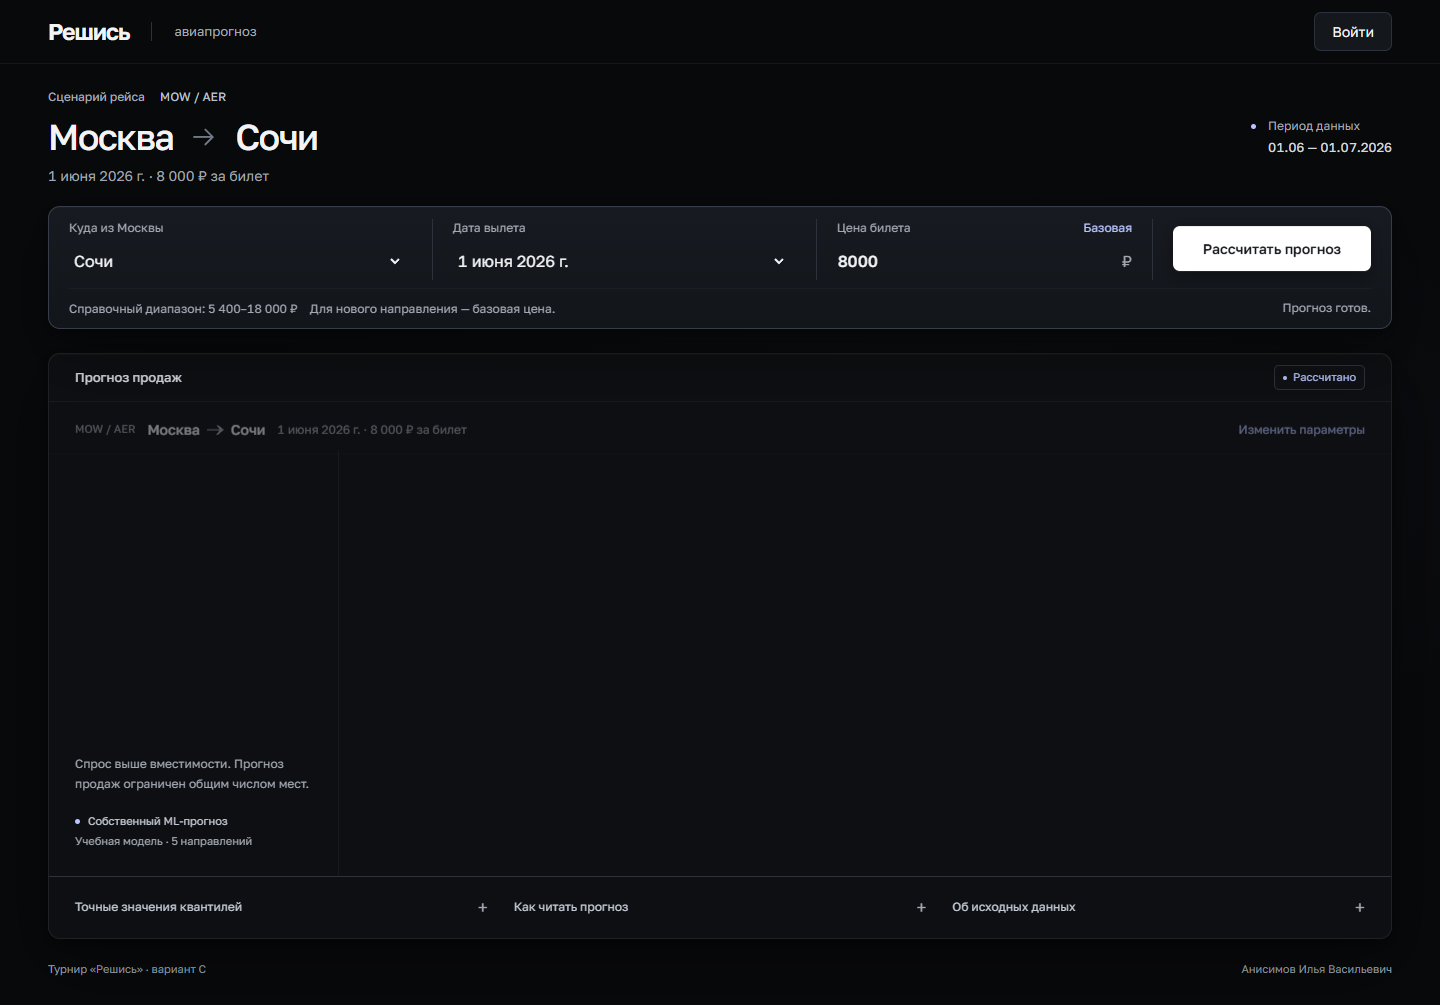 Решись
авиапрогноз
Войти
Сценарий рейса MOW / AER
Москва → Сочи
1 июня 2026 г. · 8 000 ₽ за билет
Период данных
01.06 — 01.07.2026
Куда из Москвы
Сочи
Дата вылета
1 июня 2026 г.
Цена билета Базовая
8000 ₽
Рассчитать прогноз
Справочный диапазон: 5 400–18 000 ₽ Для нового направления — базовая цена.
Прогноз готов.
Прогноз продаж
Рассчитано
MOW / AER Москва → Сочи 1 июня 2026 г. · 8 000 ₽ за билет
Изменить параметры
Спрос выше вместимости. Прогноз
продаж ограничен общим числом мест.
Собственный ML-прогноз
Учебная модель · 5 направлений
Точные значения квантилей +
Как читать прогноз +
Об исходных данных +
Турнир «Решись» · вариант C
Анисимов Илья Васильевич